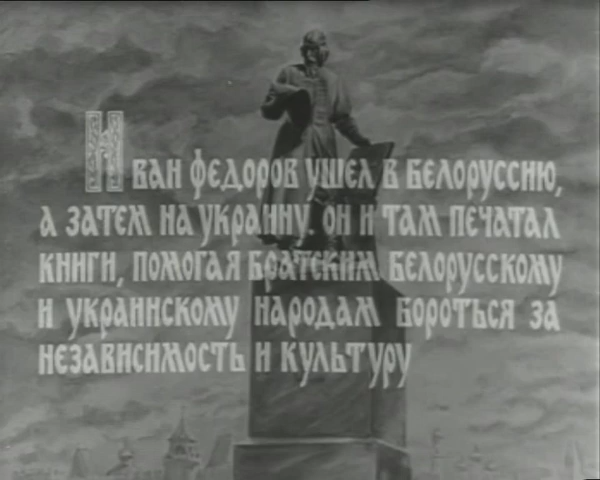 Иван Федоров ушел в Белоруссию,
а затем на Украину. он и там печатал
книги, помогая братским белорусскому
и украинскому народам бороться за
независимость и культуру